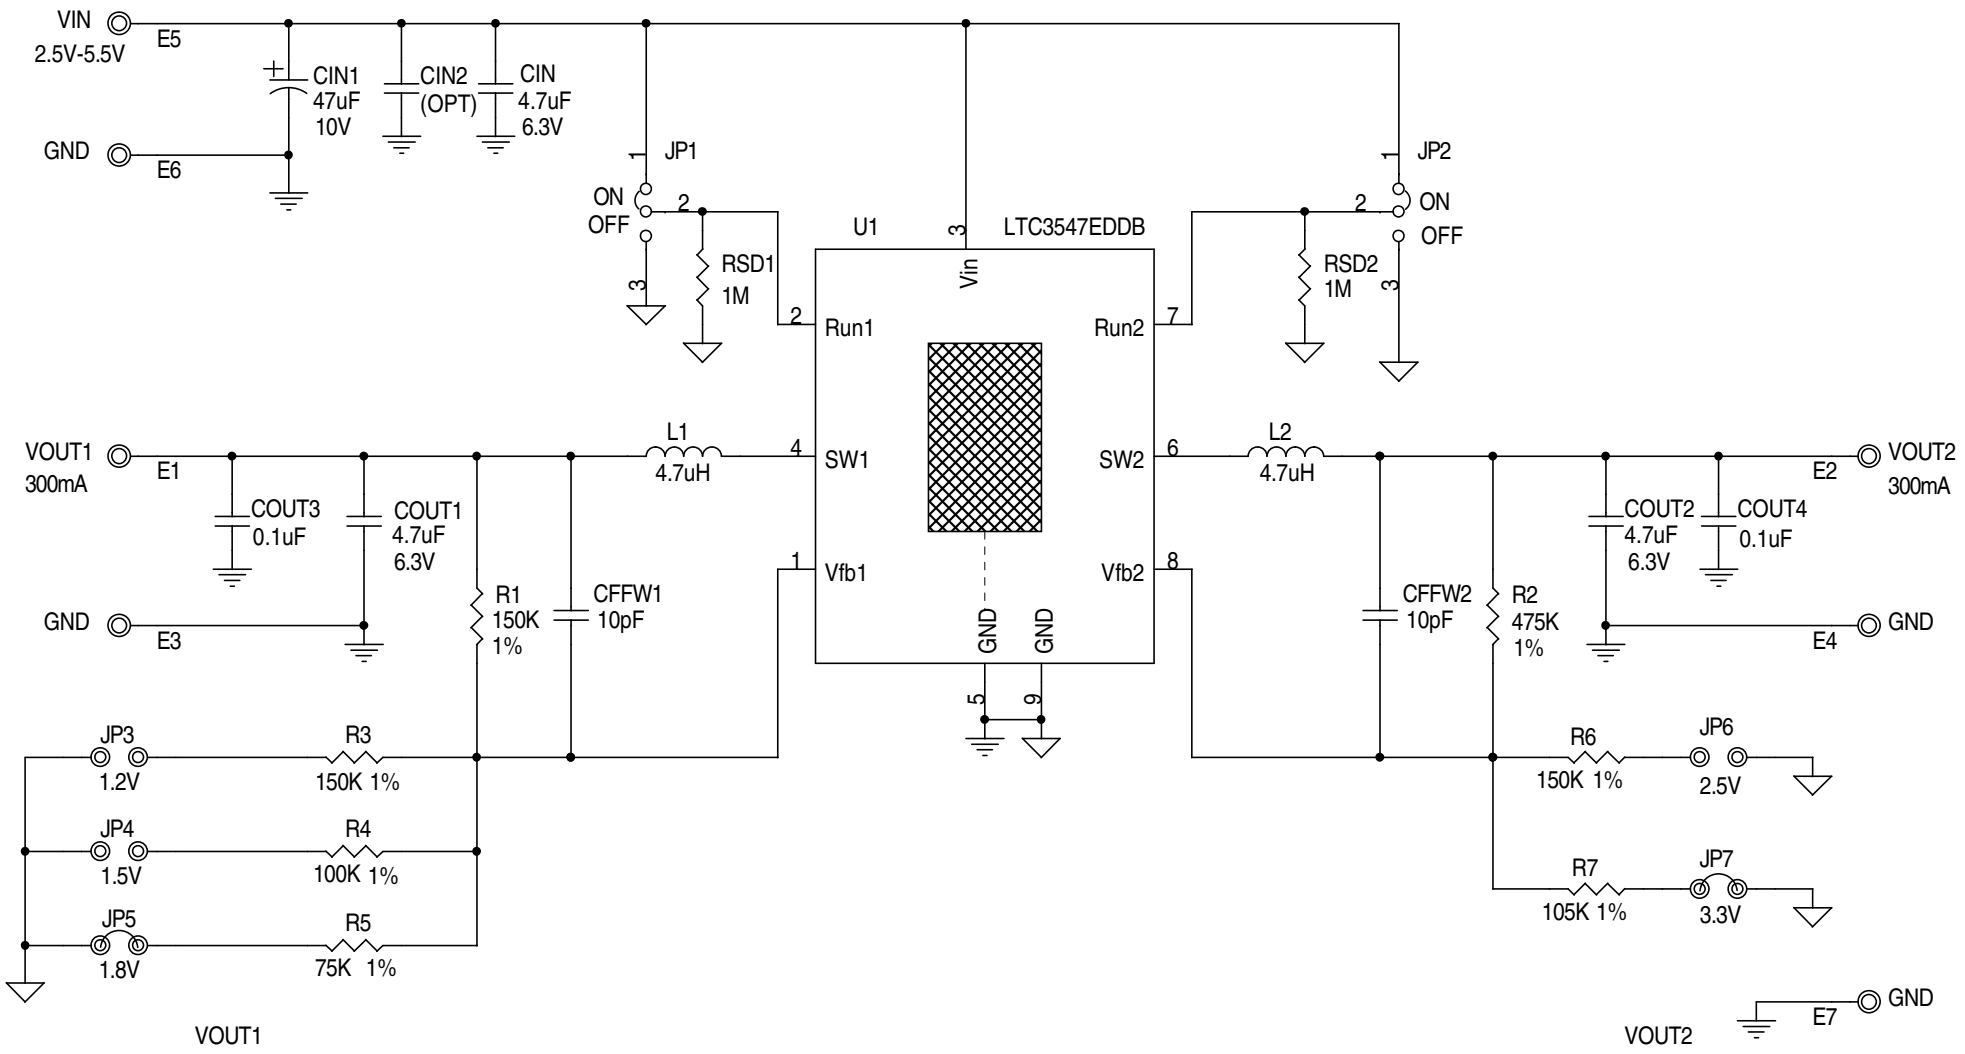 VIN
E5
2.5V-5.5V
CIN1
47uF
10V
CIN2
(OPT)
CIN
4.7uF
6.3V
GND
E6
1
JP1
ON
2
OFF
3
RSD1
1M
U1
3
LTC3547EDDB
Vin
1
JP2
2
ON
OFF
RSD2
1M
3
2
Run1
Run2
7
VOUT1
E1
300mA
L1
4.7uH
4
SW1
SW2
6
L2
4.7uH
VOUT2
E2
300mA
COUT3
0.1uF
COUT1
4.7uF
6.3V
COUT2
4.7uF
6.3V
COUT4
0.1uF
1
Vfb1
Vfb2
8
R1
150K
1%
CFFW1
10pF
CFFW2
10pF
R2
475K
1%
GND
E3
GND
GND
GND
E4
5
9
JP3
1.2V
R3
150K 1%
R6
150K 1%
JP6
2.5V
JP4
1.5V
R4
100K 1%
R7
105K 1%
JP7
3.3V
JP5
1.8V
R5
75K 1%
GND
E7
VOUT1
VOUT2